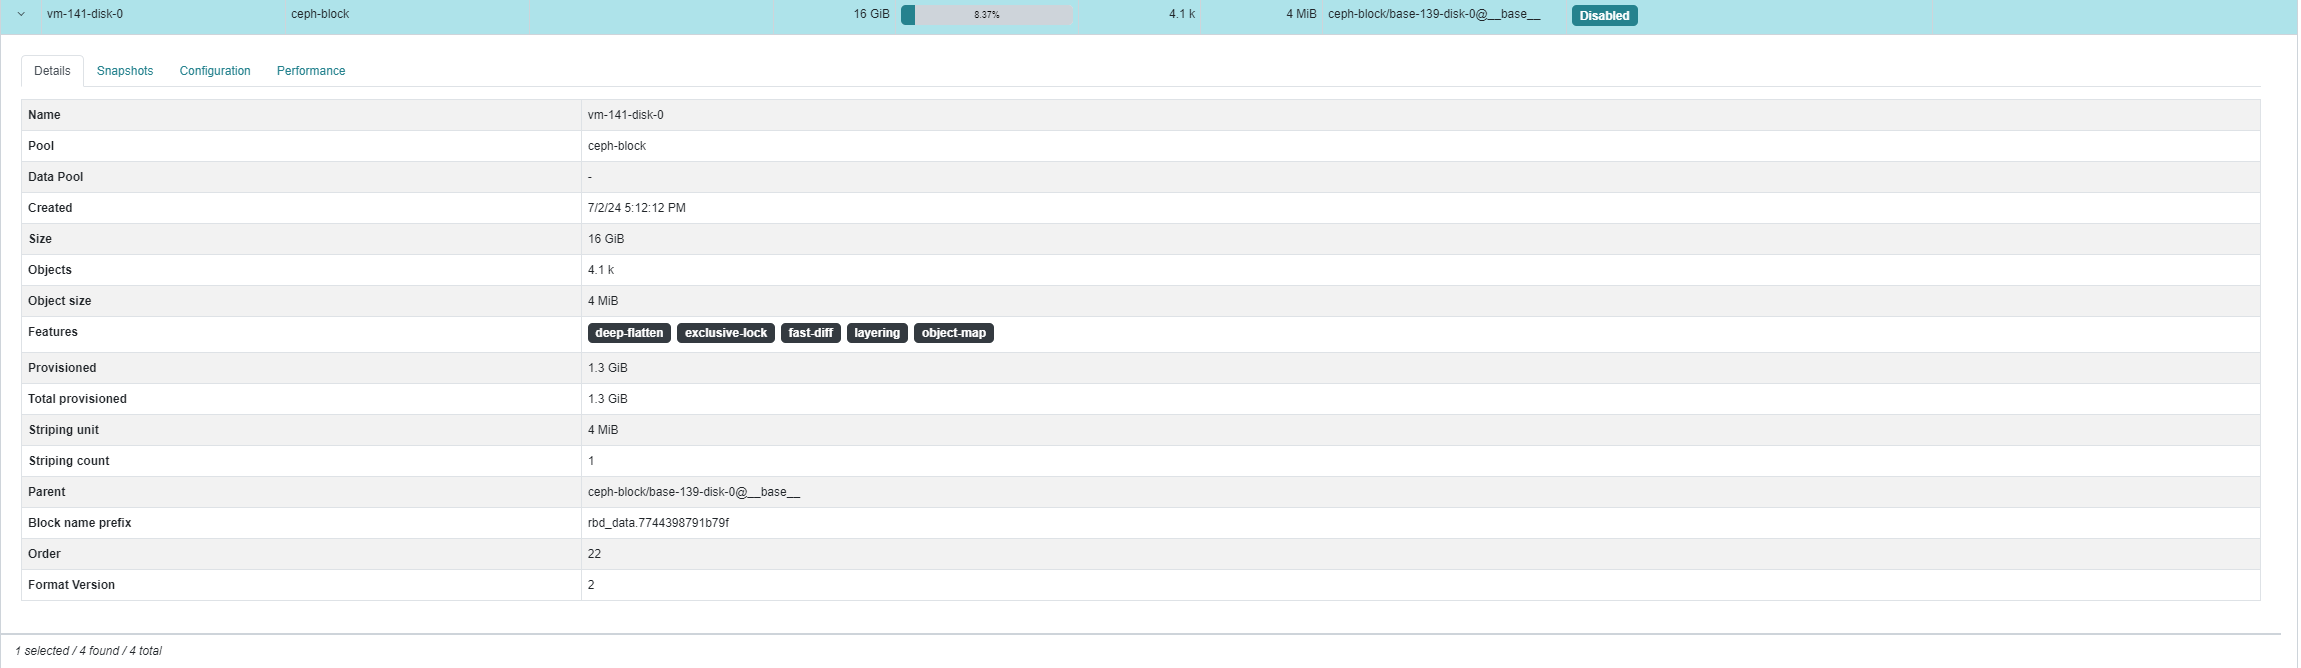 vm-141-disk-0 ceph-block 16 GiB 8.37% 4.1 k 4 MiB ceph-block/base-139-disk-0@__base__ Disabled
Details Snapshots Configuration Performance
Name vm-141-disk-0
Pool ceph-block
Data Pool -
Created 7/2/24 5:12:12 PM
Size 16 GiB
Objects 4.1 k
Object size 4 MiB
Features deep-flatten exclusive-lock fast-diff layering object-map
Provisioned 1.3 GiB
Total provisioned 1.3 GiB
Striping unit 4 MiB
Striping count 1
Parent ceph-block/base-139-disk-0@__base__
Block name prefix rbd_data.7744398791b79f
Order 22
Format Version 2
1 selected / 4 found / 4 total